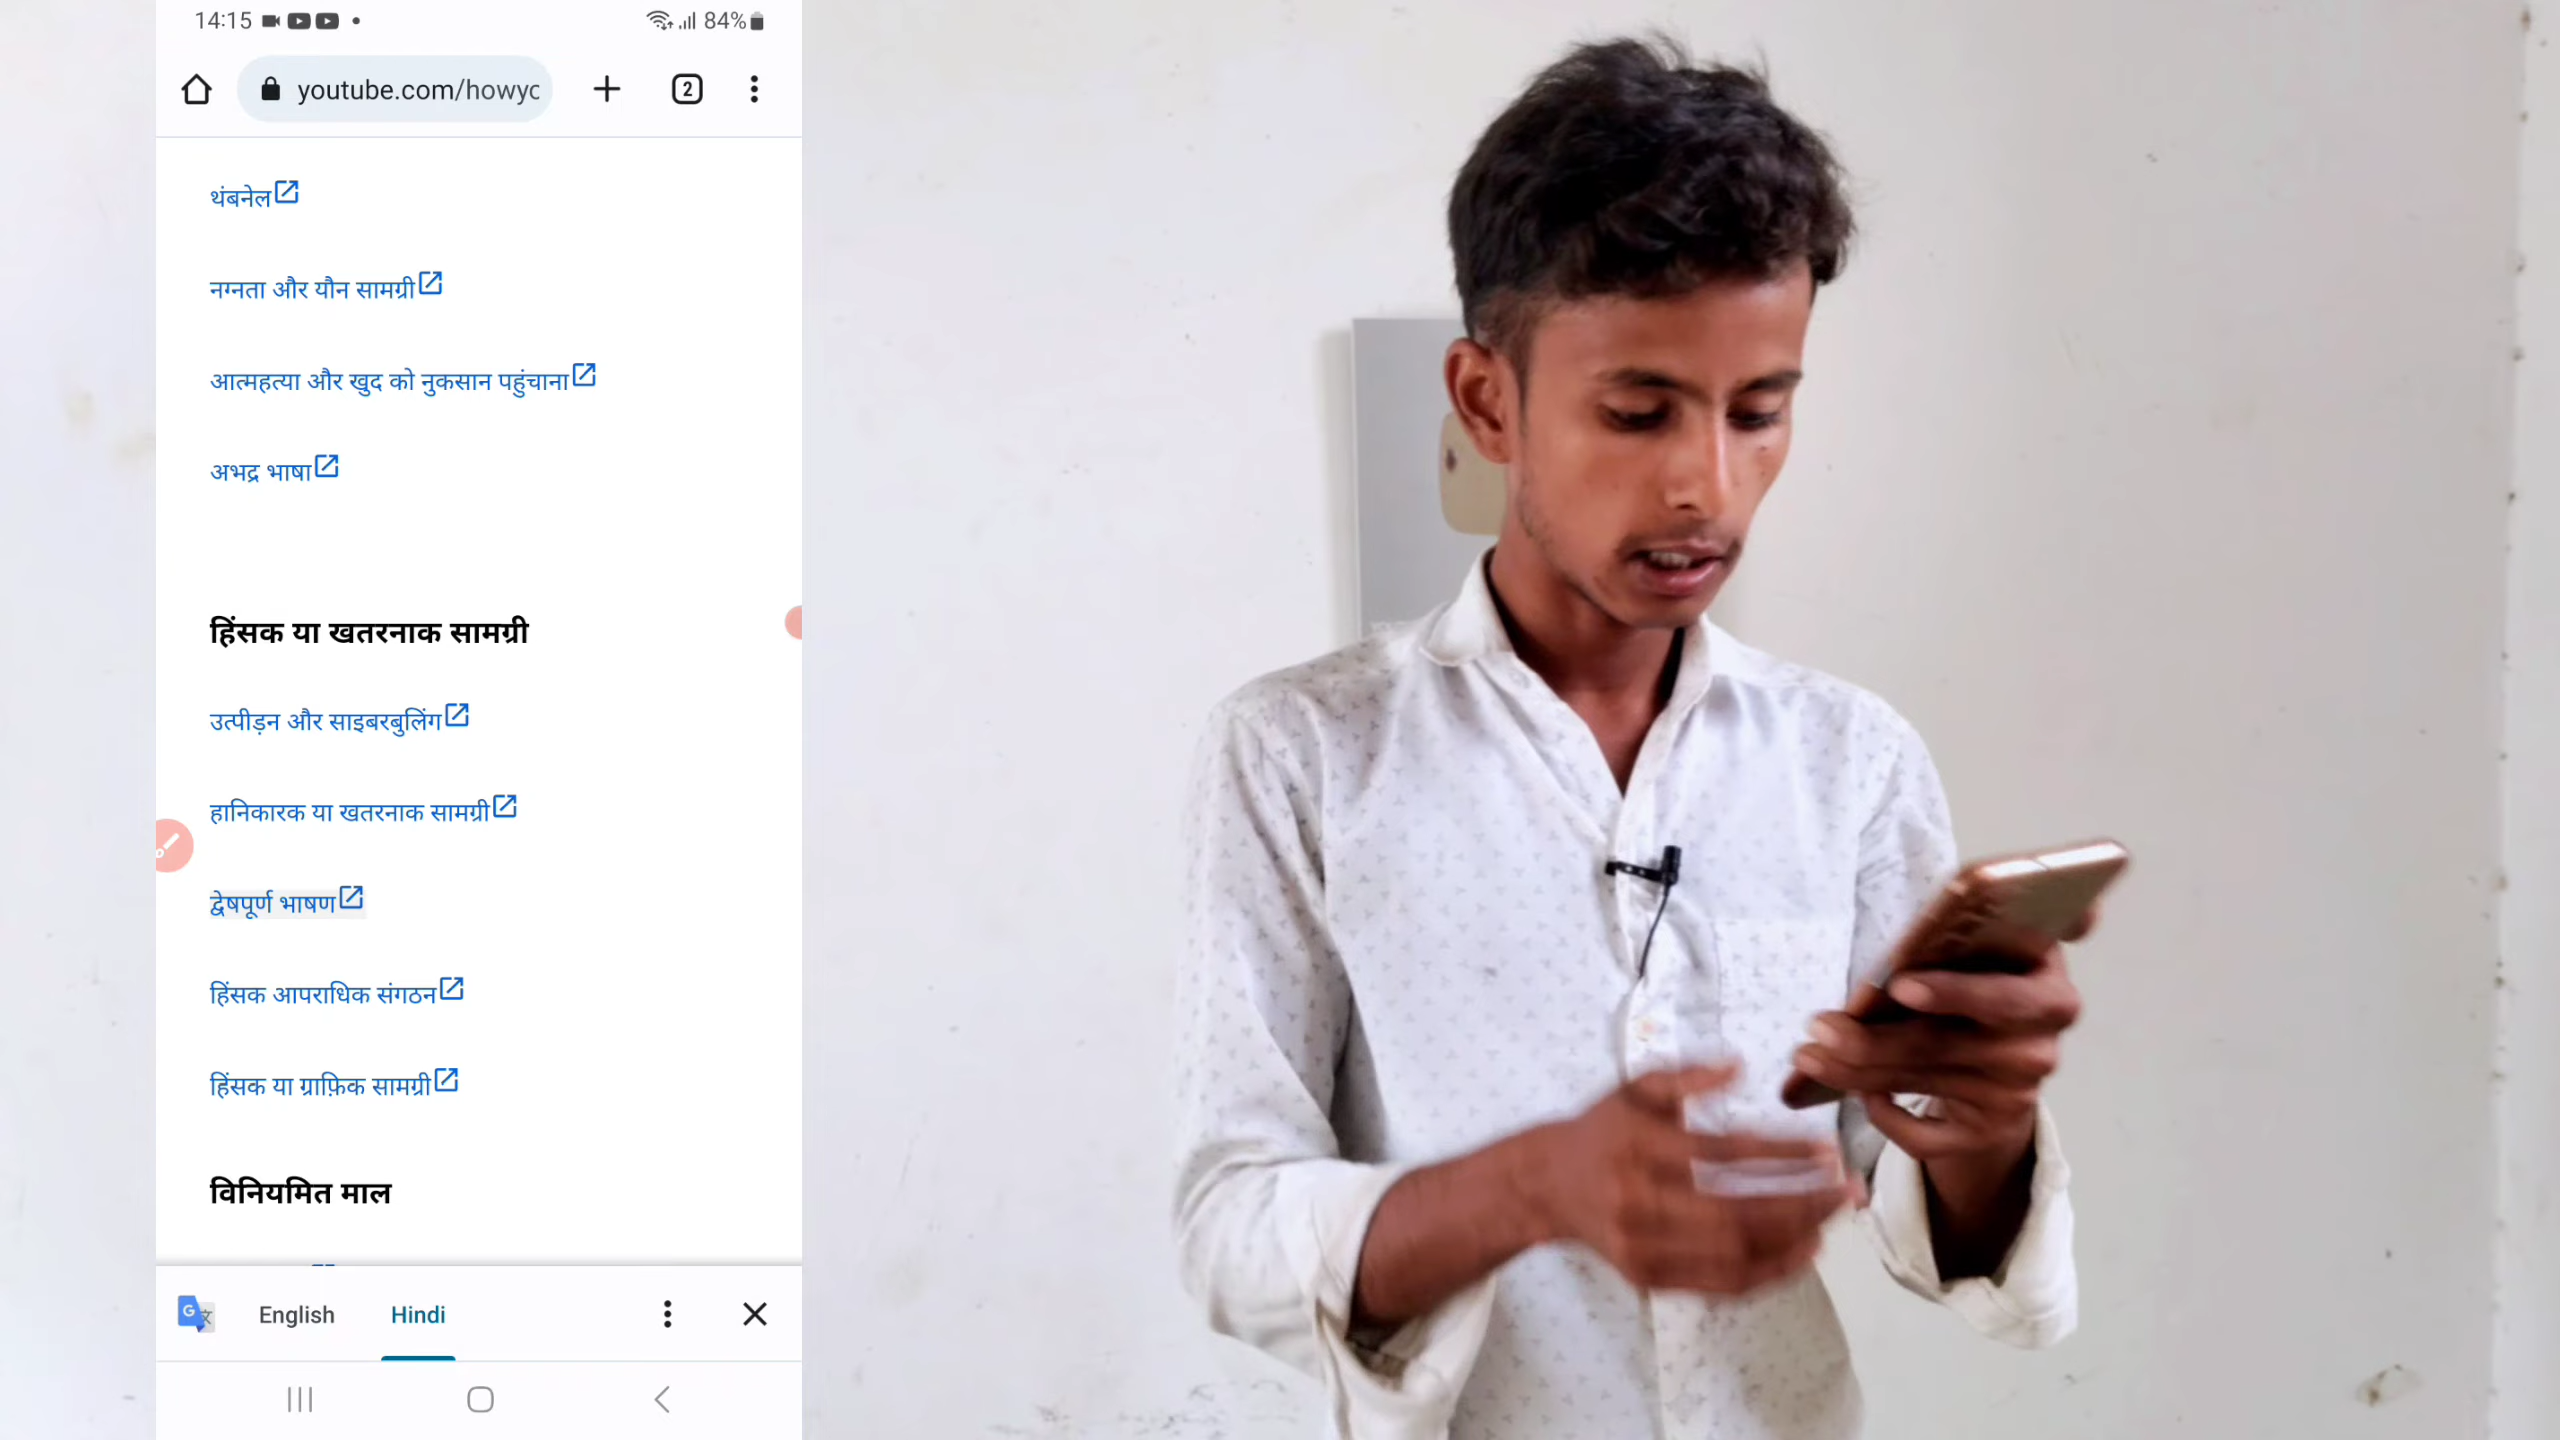 14:15 84%
youtube.com/howyc
2
थंबनेल
नग्नता और यौन सामग्री
आत्महत्या और खुद को नुकसान पहुंचाना
अभद्र भाषा
हिंसक या खतरनाक सामग्री
उत्पीड़न और साइबरबुलिंग
हानिकारक या खतरनाक सामग्री
द्वेषपूर्ण भाषण
हिंसक आपराधिक संगठन
हिंसक या ग्राफ़िक सामग्री
विनियमित माल
English Hindi